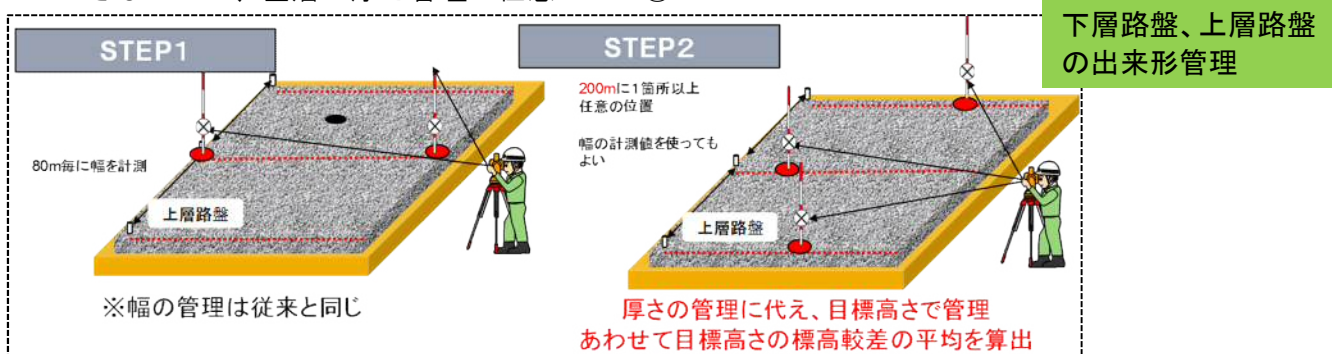 下層路盤、上層路盤
の出来形管理
STEP1
80m毎に幅を計測
上層路盤
※幅の管理は従来と同じ
STEP2
200mに1箇所以上
任意の位置
幅の計測値を使っても
よい
上層路盤
厚さの管理に代え、目標高さで管理
あわせて目標高さの標高較差の平均を算出